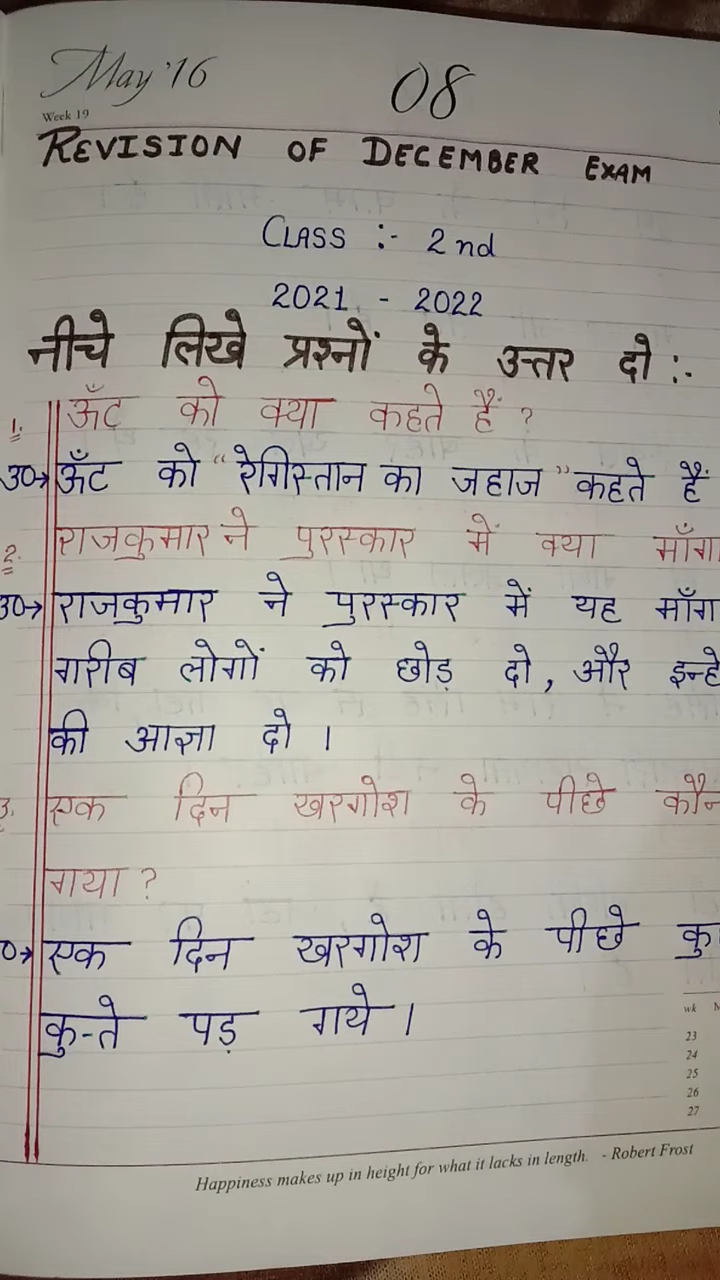 May '16
08
Week 19
REVISION OF DECEMBER EXAM
CLASS :- 2nd
2021 - 2022
नीचे लिखे प्रश्नों के उत्तर दो :-
1. ऊँट को क्या कहते हैं ?
उ०→ ऊँट को “रेगिस्तान का जहाज” कहते हैं
2. राजकुमार ने पुरस्कार में क्या माँगा
उ०→ राजकुमार ने पुरस्कार में यह माँग
गरीब लोगों को छोड़ दो, और इन्हे
की आज्ञा दो ।
3. एक दिन खरगोश के पीछे कौन
गया ?
०→ एक दिन खरगोश के पीछे
कुत्ते पड़ गये ।
wk
23
24
25
26
27
Happiness makes up in height for what it lacks in length. - Robert Frost